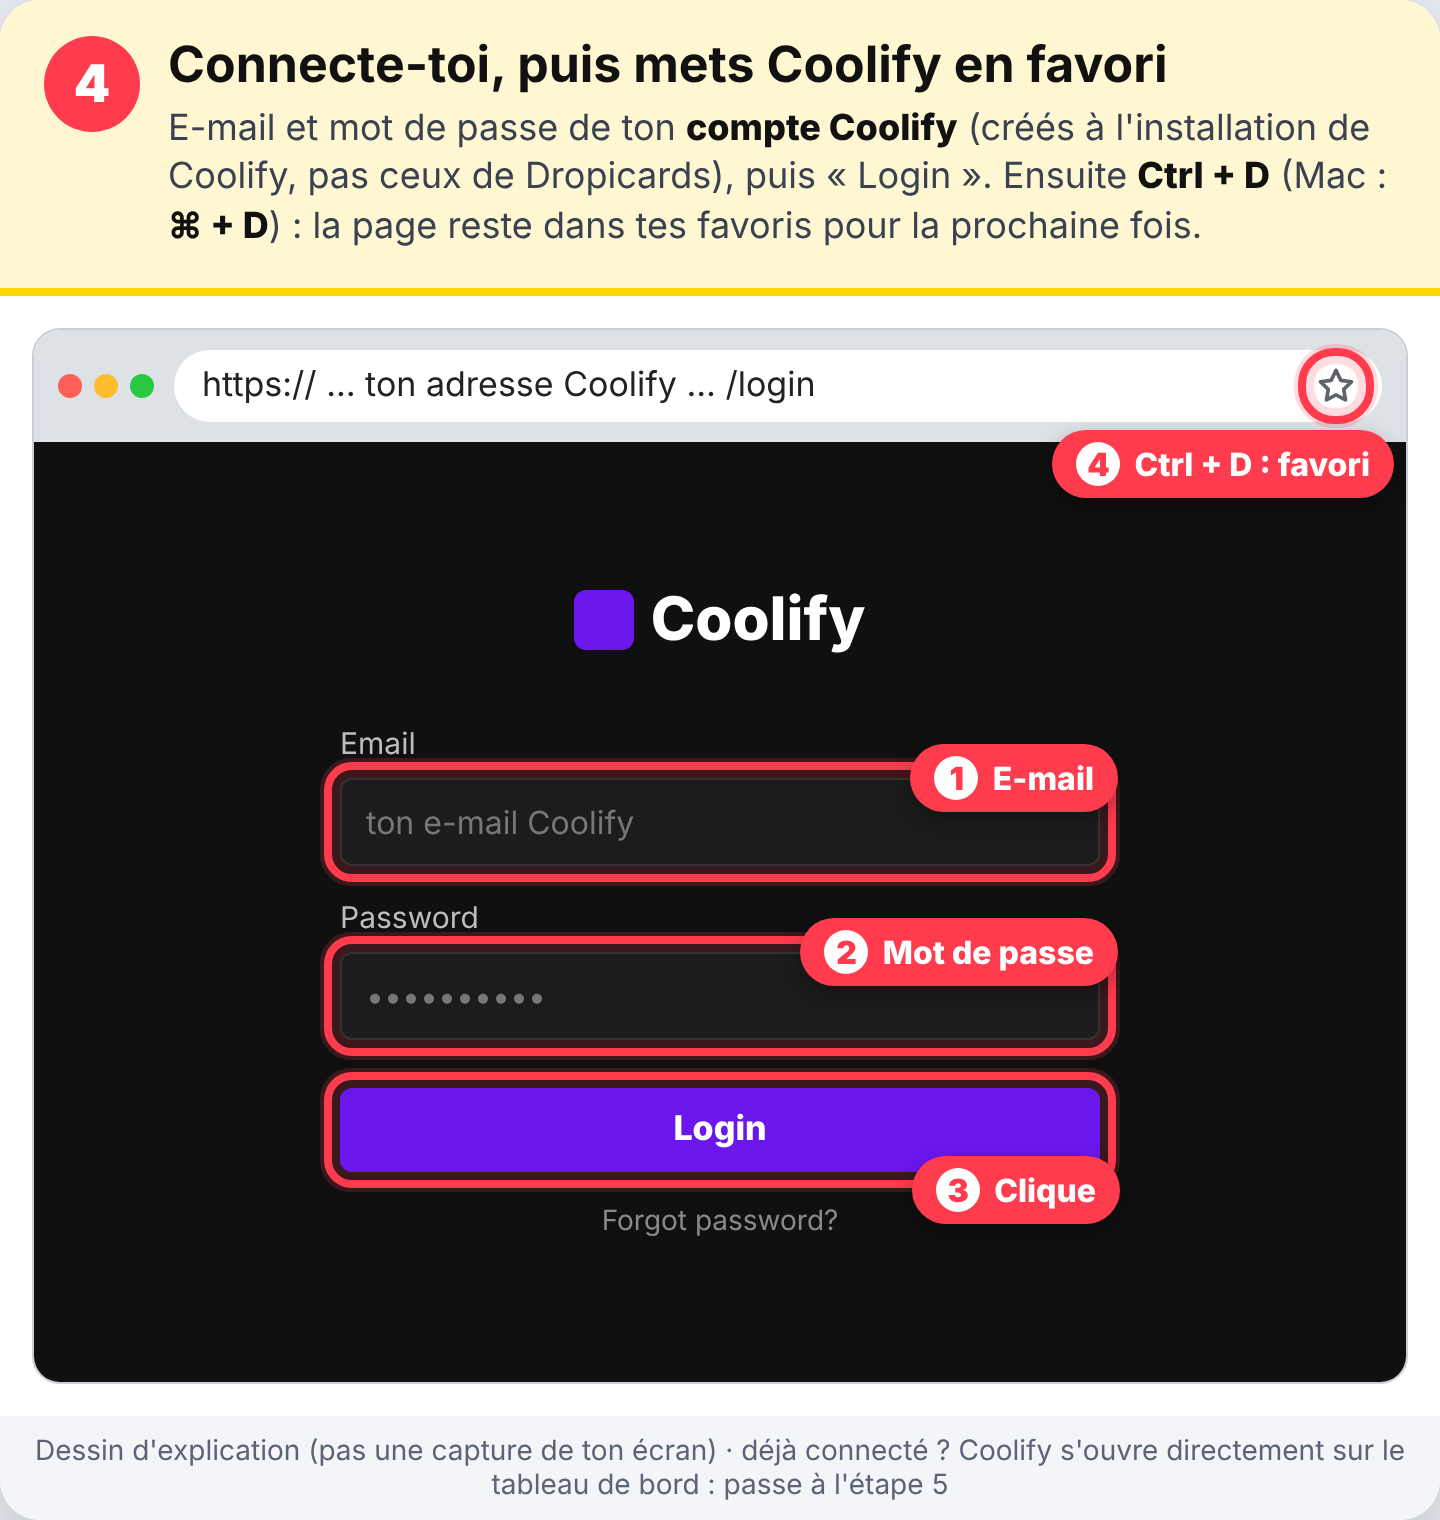 4
Connecte-toi, puis mets Coolify en favori
E-mail et mot de passe de ton compte Coolify (créés à l'installation de
Coolify, pas ceux de Dropicards), puis « Login ». Ensuite Ctrl + D (Mac :
⌘ + D) : la page reste dans tes favoris pour la prochaine fois.
https:// ... ton adresse Coolify ... /login
4 Ctrl + D : favori
Coolify
Email
1 E-mail
ton e-mail Coolify
Password
2 Mot de passe
••••••••••
Login
3 Clique
Forgot password?
Dessin d'explication (pas une capture de ton écran) · déjà connecté ? Coolify s'ouvre directement sur le
tableau de bord : passe à l'étape 5